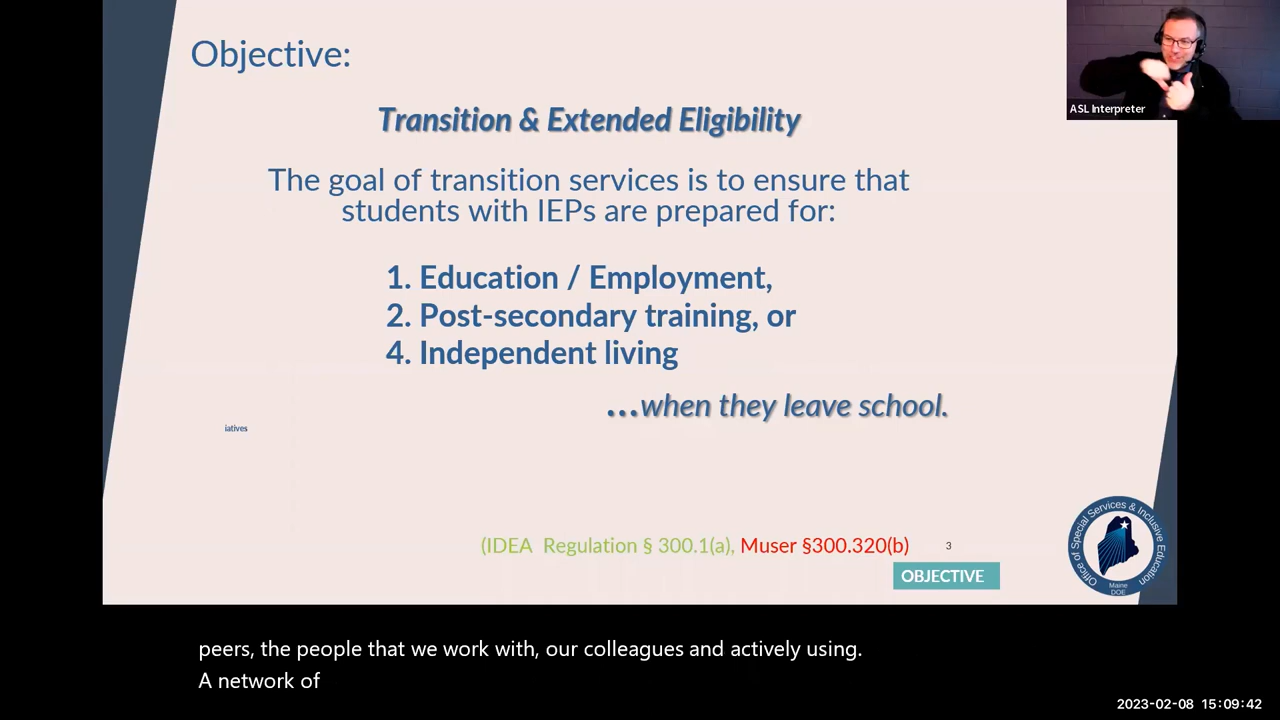 Objective:
ASL Interpreter
Transition & Extended Eligibility
The goal of transition services is to ensure that
students with IEPs are prepared for:
1. Education / Employment,
2. Post-secondary training, or
4. Independent living
...when they leave school.
iatives
(IDEA Regulation § 300.1(a), Muser §300.320(b)
3
OBJECTIVE
Office of Special Services & Inclusive Education
Maine
DOE
peers, the people that we work with, our colleagues and actively using.
A network of
2023-02-08 15:09:42